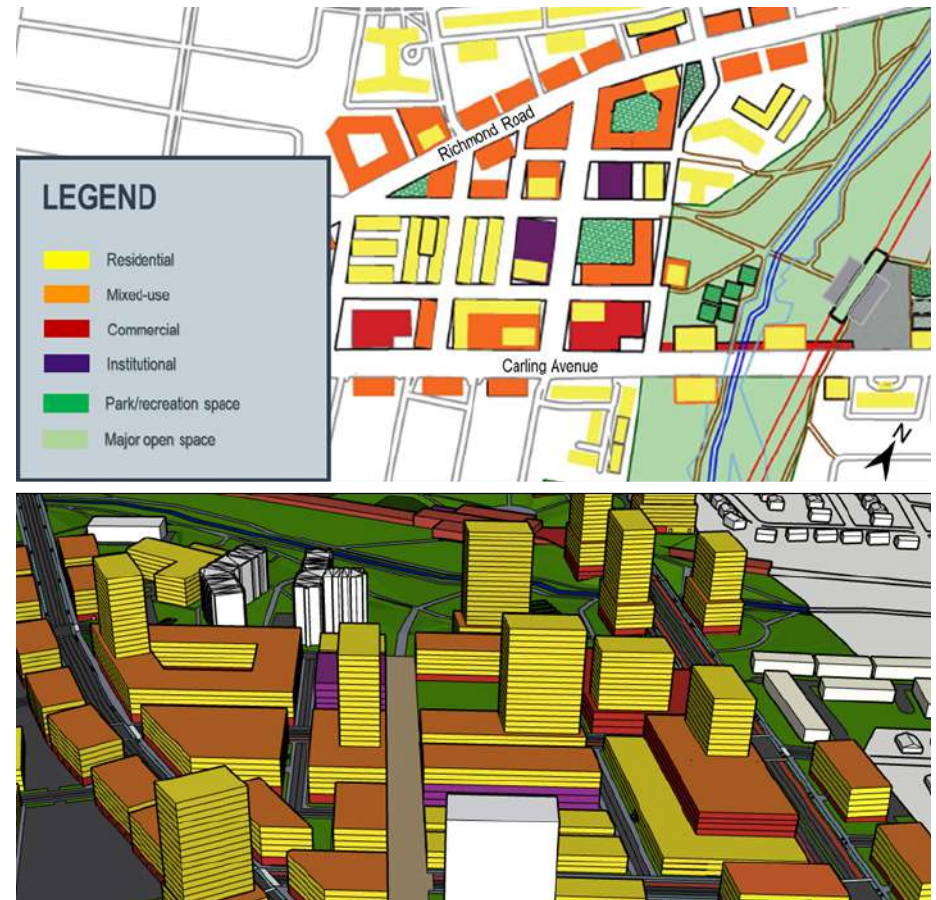 Richmond Road
LEGEND
Residential
Mixed-use
Commercial
Institutional
Park/recreation space
Major open space
Carling Avenue
N